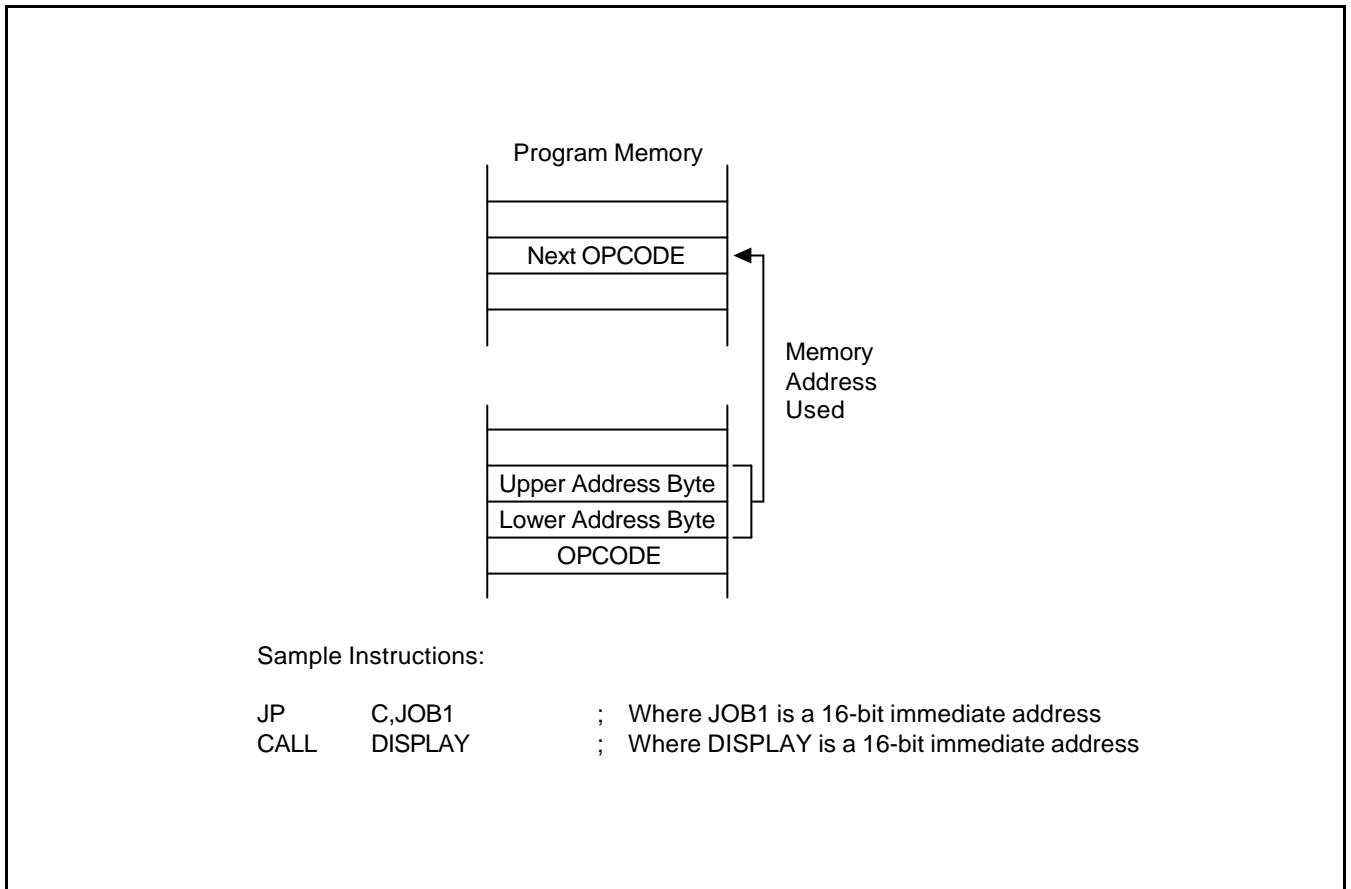 Program Memory
Next OPCODE
Memory
Address
Used
Upper Address Byte
Lower Address Byte
OPCODE
Sample Instructions:
JP C,JOB1 ; Where JOB1 is a 16-bit immediate address
CALL DISPLAY ; Where DISPLAY is a 16-bit immediate address